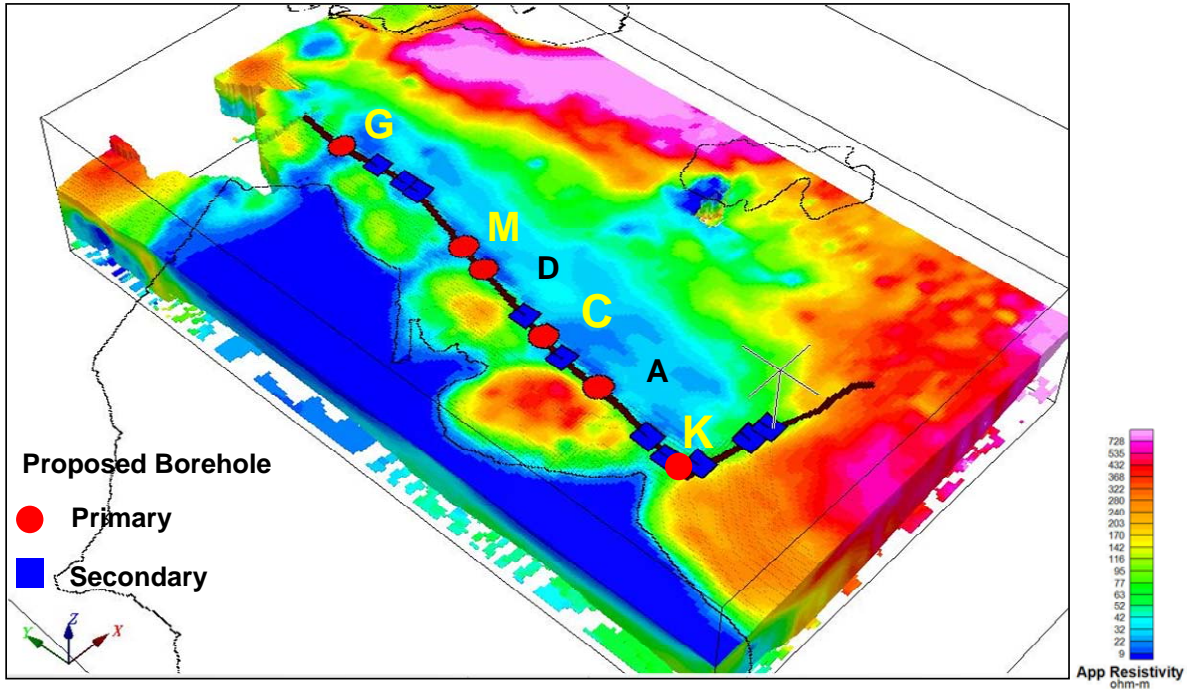 G
M
D
C
A
K
Proposed Borehole
Primary
Secondary
Y
Z
X
728
535
432
368
322
280
240
203
170
142
116
95
77
63
52
42
32
22
9
App Resistivity
ohm-m